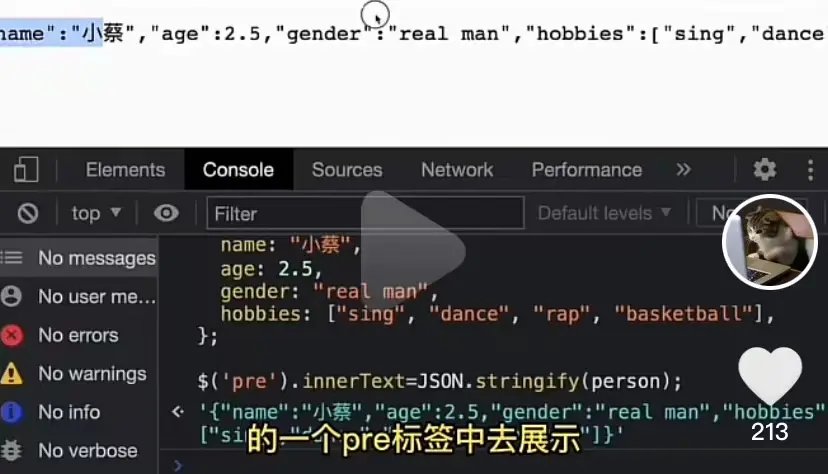 name":"小蔡","age":2.5,"gender":"real man","hobbies":["sing","dance
Elements Console Sources Network Performance »
top ▼ Filter Default levels ▼ No
No messages
No user me...
No errors
No warnings
No info
No verbose
name: "小蔡",
age: 2.5,
gender: "real man",
hobbies: ["sing", "dance", "rap", "basketball"],
};
$('pre').innerText=JSON.stringify(person);
'{"name":"小蔡","age":2.5,"gender":"real man","hobbies"
["sin
"]}'
的一个pre标签中去展示
213